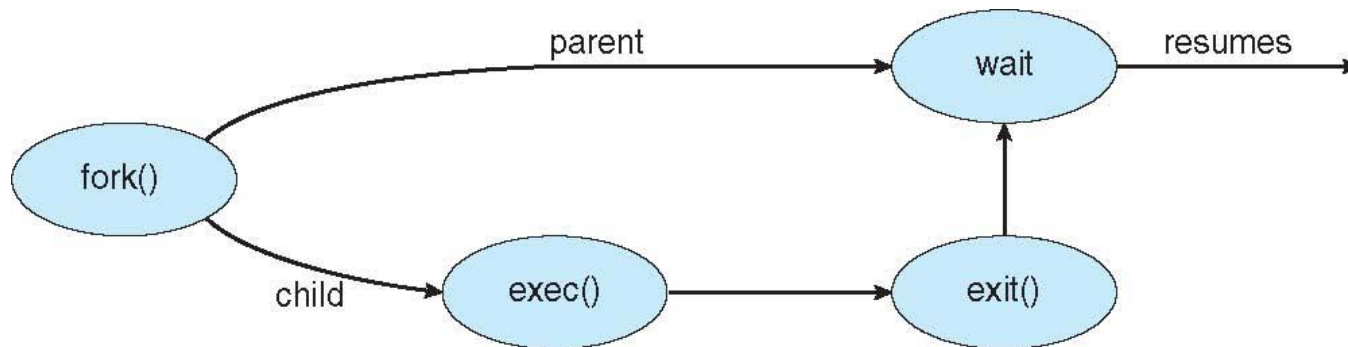 parent
wait
resumes
fork()
child
exec()
exit()